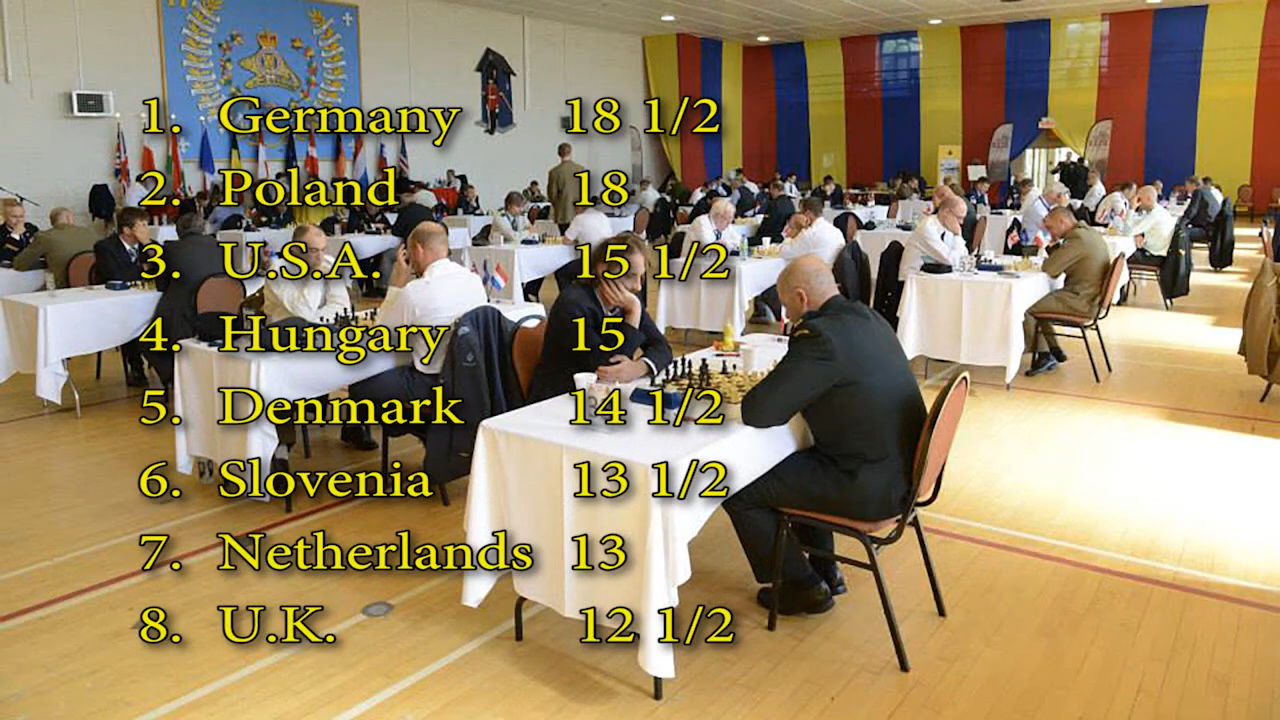 1. Germany 18 1/2
2. Poland 18
3. U.S.A. 15 1/2
4. Hungary 15
5. Denmark 14 1/2
6. Slovenia 13 1/2
7. Netherlands 13
8. U.K. 12 1/2